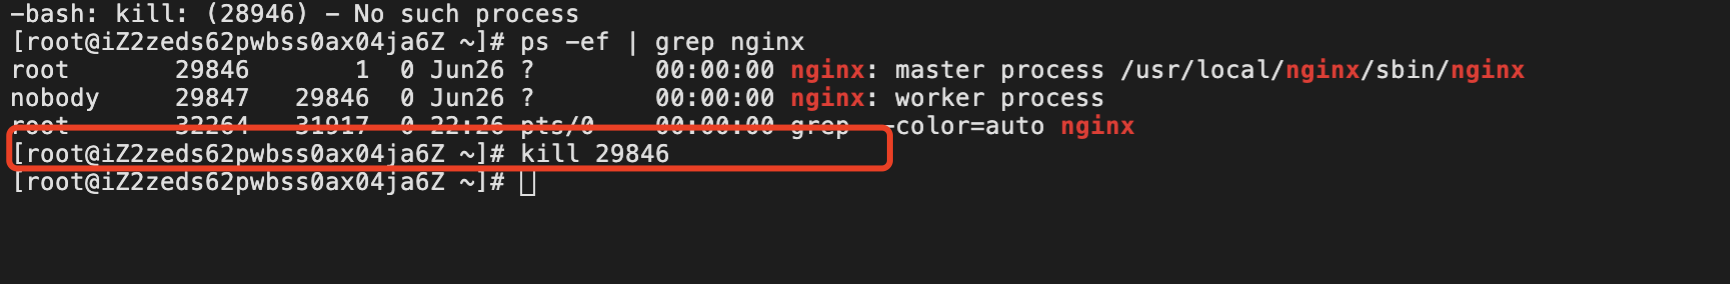 -bash: kill: (28946) - No such process
[root@iZ2zeds62pwbss0ax04ja6Z ~]# ps -ef | grep nginx
root       29846       1  0 Jun26 ?        00:00:00 nginx: master process /usr/local/nginx/sbin/nginx
nobody     29847   29846  0 Jun26 ?        00:00:00 nginx: worker process
root       32264   31917  0 22:26 pts/0    00:00:00 grep --color=auto nginx
[root@iZ2zeds62pwbss0ax04ja6Z ~]# kill 29846
[root@iZ2zeds62pwbss0ax04ja6Z ~]#